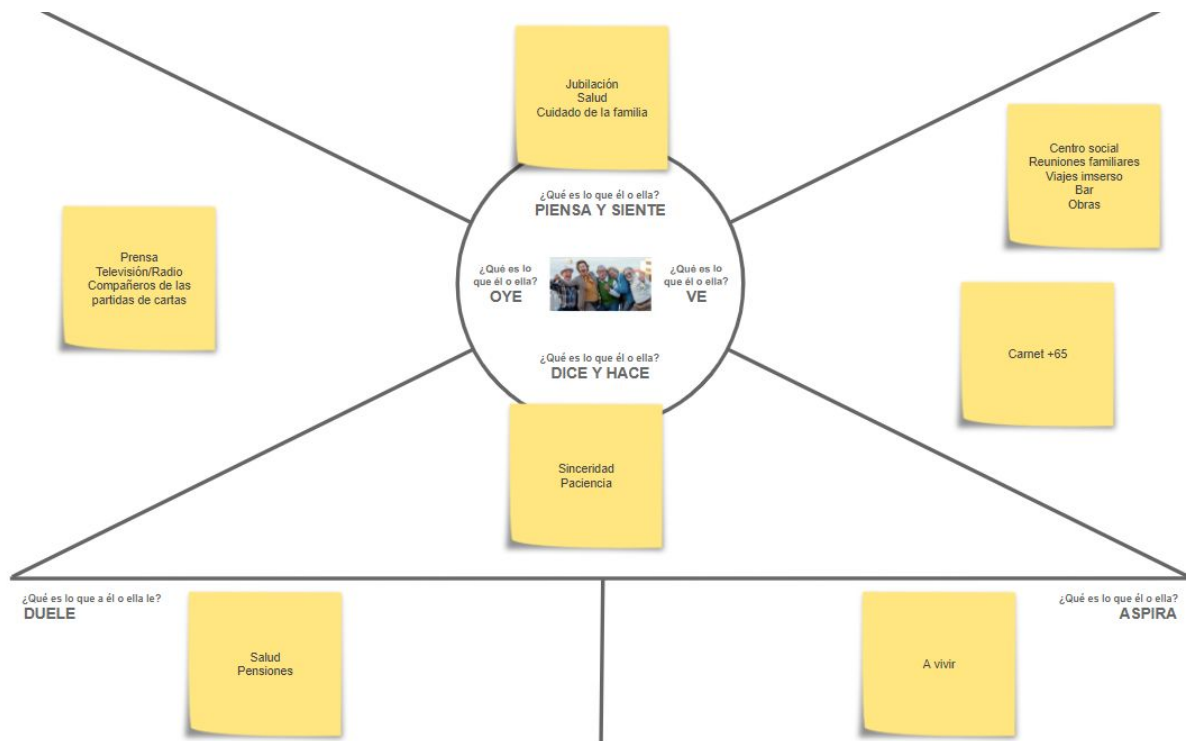 Jubilación
Salud
Cuidado de la familia
Centro social
Reuniones familiares
Viajes imserso
Bar
Obras
¿Qué es lo que él o ella?
PIENSA Y SIENTE
Prensa
Televisión/Radio
Compañeros de las
partidas de cartas
¿Qué es lo
que él o ella?
OYE
¿Qué es lo
que él o ella?
VE
Carnet +65
¿Qué es lo que él o ella?
DICE Y HACE
Sinceridad
Paciencia
¿Qué es lo que a él o ella le?
DUELE
Salud
Pensiones
¿Qué es lo que él o ella?
ASPIRA
A vivir